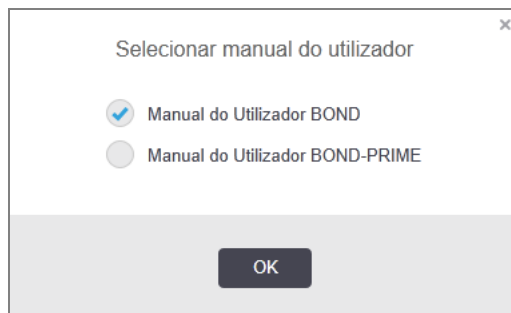 Selecionar manual do utilizador
Manual do Utilizador BOND
Manual do Utilizador BOND-PRIME
OK